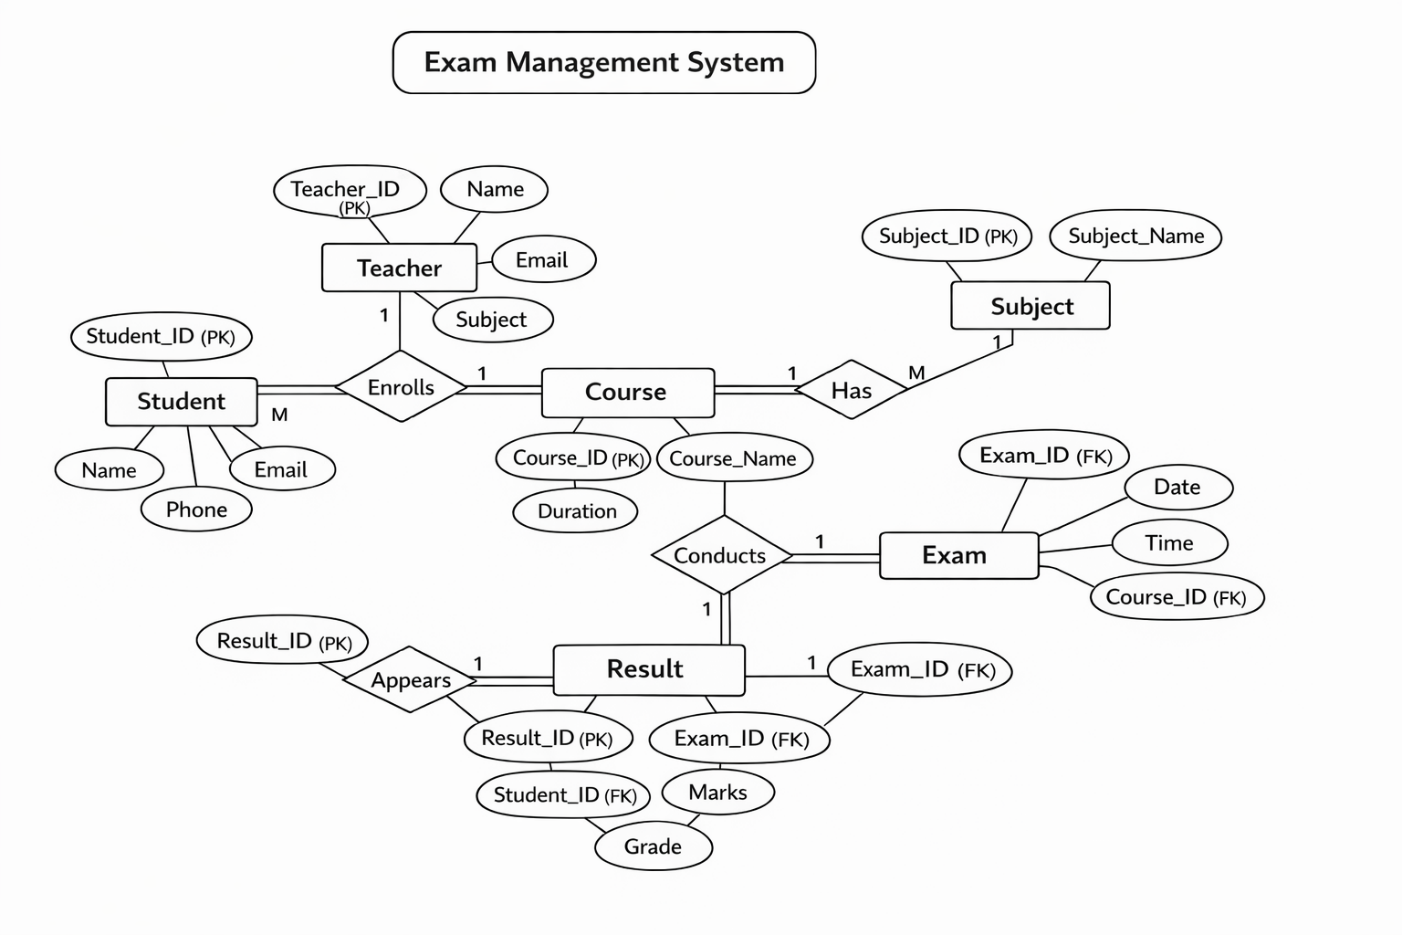 Exam Management System
Teacher_ID
(PK)
Name
Teacher
Email
Subject
1
Subject_ID (PK)
Subject_Name
Subject
1
Student_ID (PK)
Student
M
Enrolls
1
Course
1
Has
M
Name
Phone
Email
Course_ID (PK)
Course_Name
Duration
Exam_ID (FK)
Date
Time
Course_ID (FK)
Conducts
1
Exam
1
Result_ID (PK)
Appears
1
Result
1
Exam_ID (FK)
Result_ID (PK)
Exam_ID (FK)
Student_ID (FK)
Marks
Grade